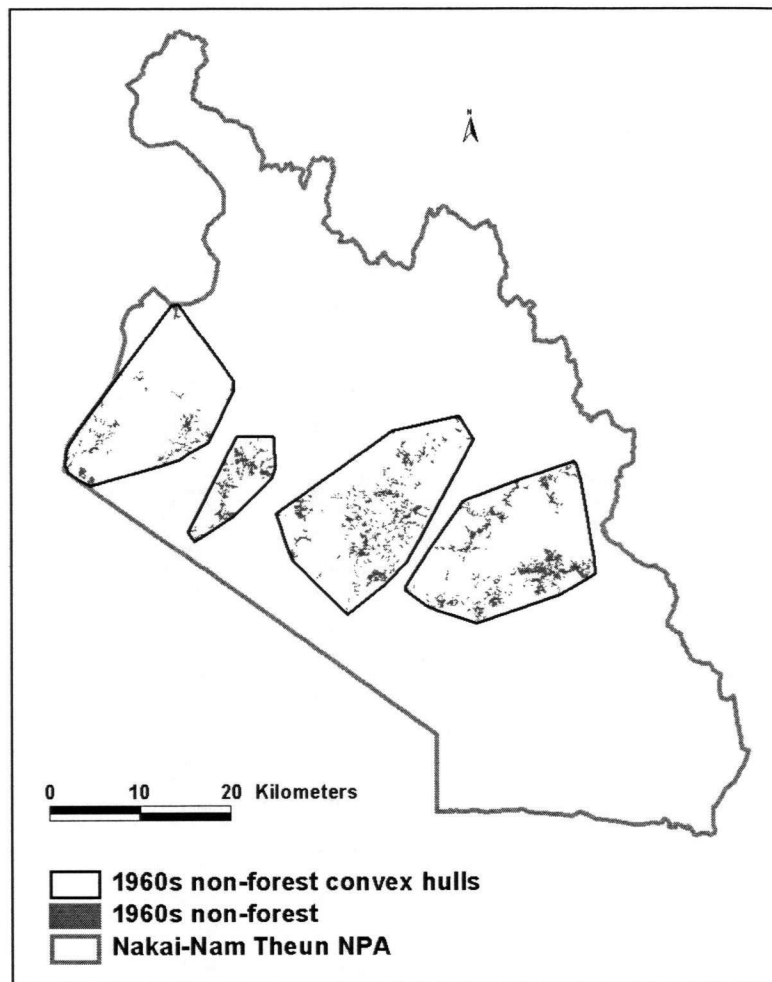 N
0 10 20 Kilometers
1960s non-forest convex hulls
1960s non-forest
Nakai-Nam Theun NPA